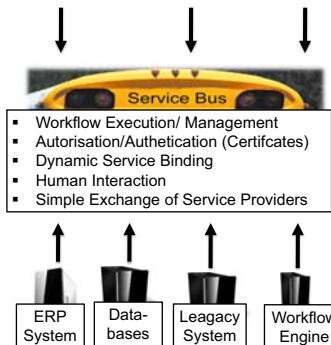 Service Bus
▪ Workflow Execution/ Management
▪ Autorisation/Authetication (Certifcates)
▪ Dynamic Service Binding
▪ Human Interaction
▪ Simple Exchange of Service Providers
ERP
System
Data-
bases
Leagacy
System
Workflow
Engine